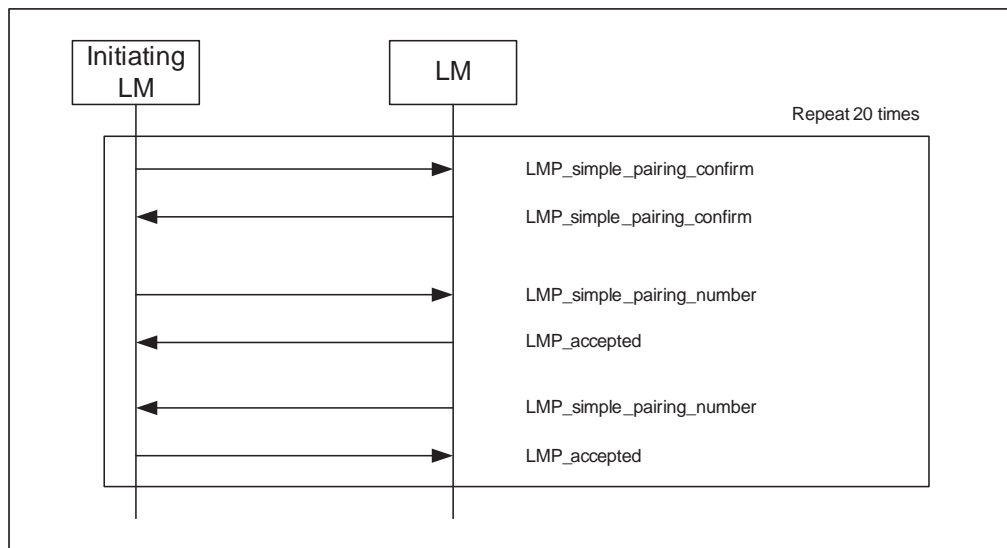 Initiating
LM
LM
Repeat 20 times
LMP_simple_pairing_confirm
LMP_simple_pairing_confirm
LMP_simple_pairing_number
LMP_accepted
LMP_simple_pairing_number
LMP_accepted